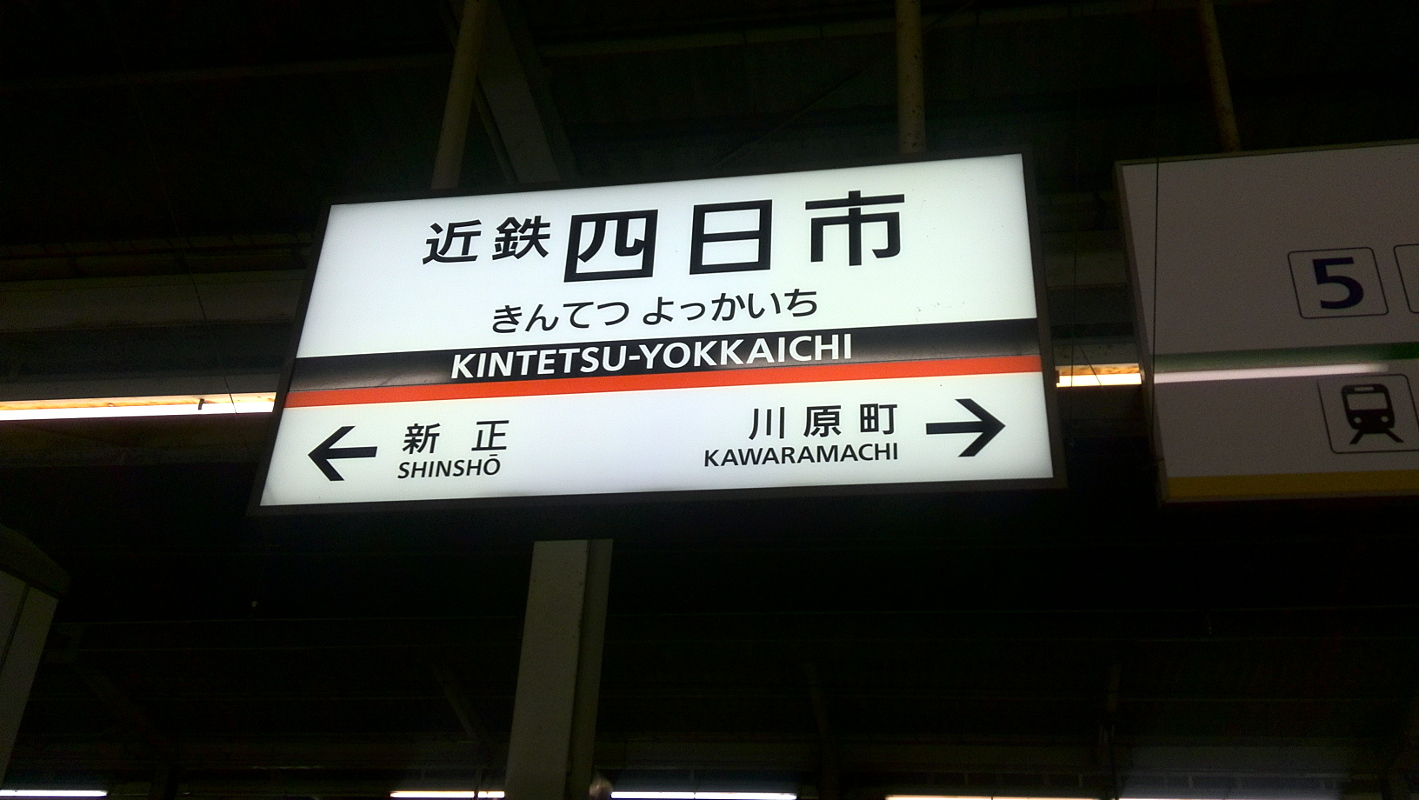 近鉄四日市
きんてつ よっかいち
KINTETSU-YOKKAICHI
新正
SHINSHŌ
川原町
KAWARAMACHI
5